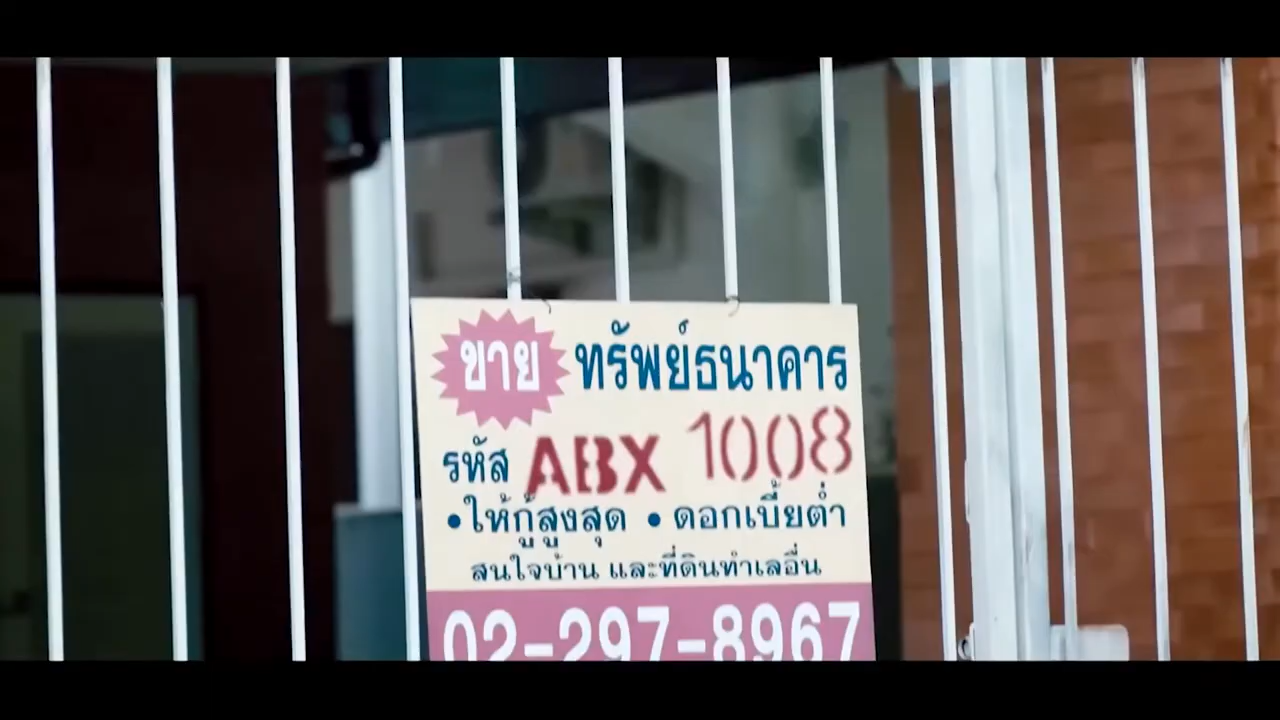 ขาย ทรัพย์ธนาคาร
รหัส ABX 1008
•ให้กู้สูงสุด •ดอกเบี้ยต่ำ
สนใจบ้าน และที่ดินทำเลอื่น
02-297-8967